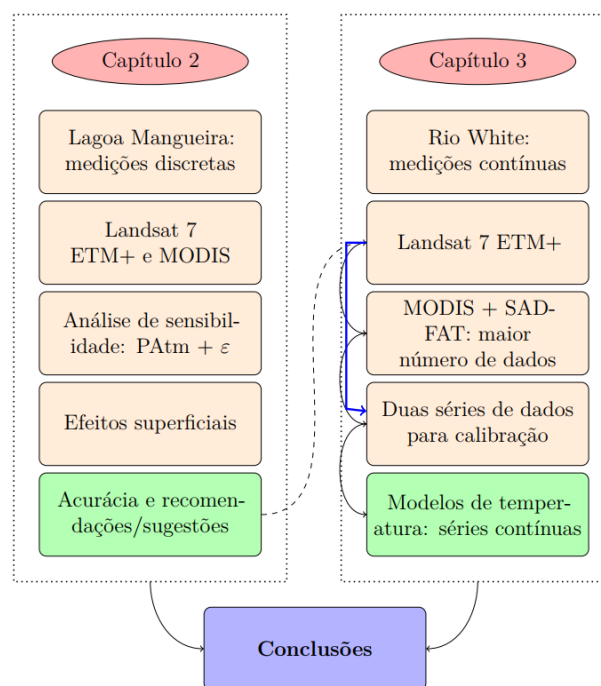 Capítulo 2
Lagoa Mangueira:
medições discretas
Landsat 7
ETM+ e MODIS
Análise de sensibil-
idade: PAtm + ε
Efeitos superficiais
Acurácia e recomen-
dações/sugestões
Capítulo 3
Rio White:
medições contínuas
Landsat 7 ETM+
MODIS + SAD-
FAT: maior
número de dados
Duas séries de dados
para calibração
Modelos de temper-
atura: séries contínuas
Conclusões